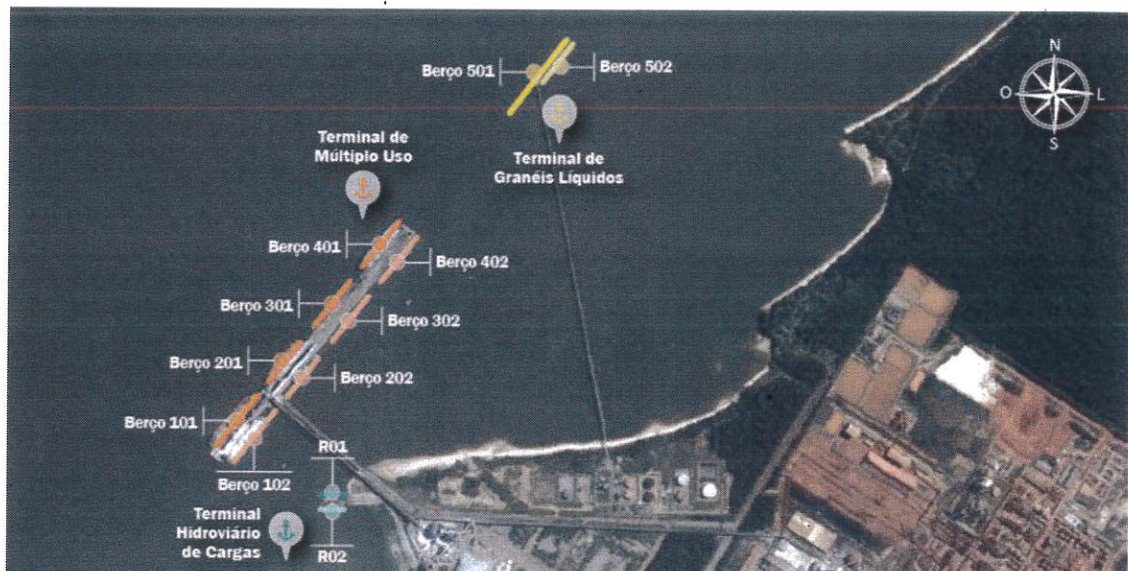 Berço 501
Berço 502
N
O
L
S
Terminal de
Múltiplo Uso
Terminal de
Granéis Líquidos
Berço 401
Berço 402
Berço 301
Berço 302
Berço 201
Berço 202
Berço 101
R01
Berço 102
Terminal
Hidroviário
de Cargas
R02